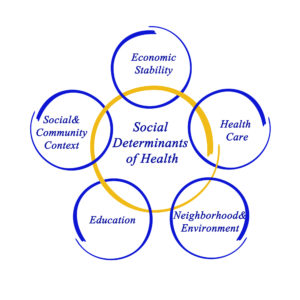 Economic
Stability
Social&
Community
Context
Social
Determinants
of Health
Health
Care
Education
Neighborhood&
Environment